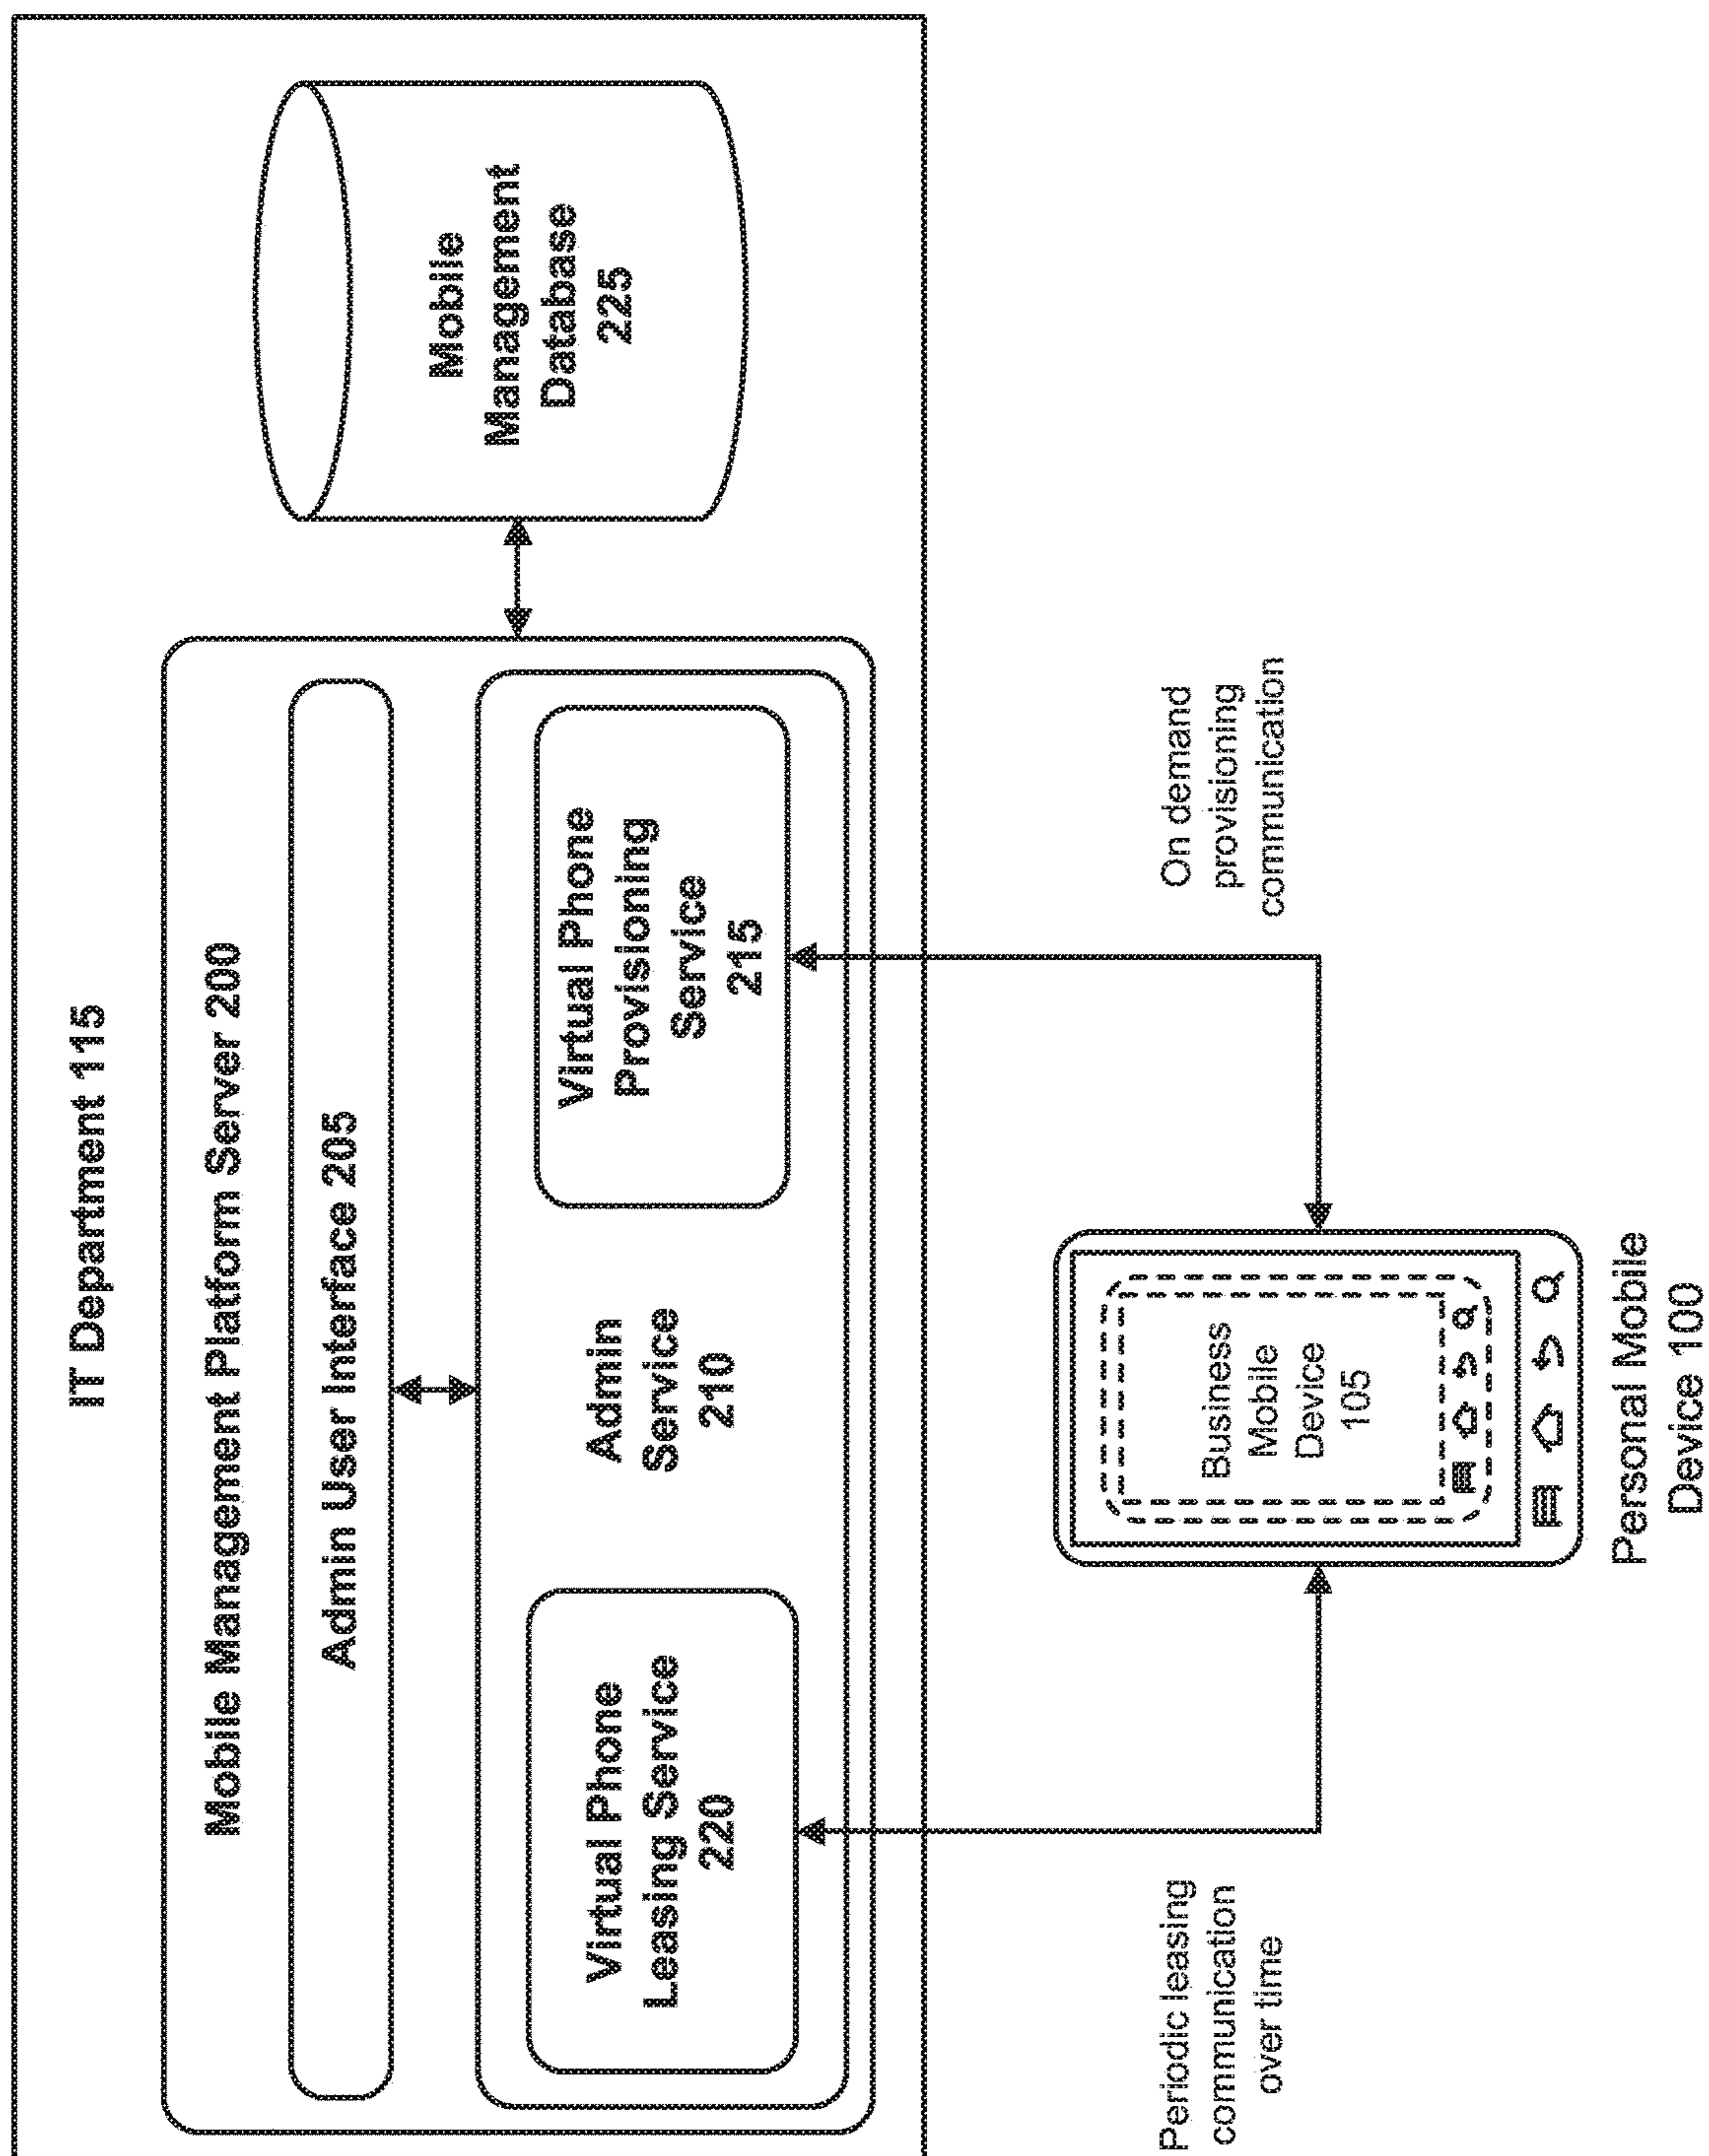 IT Department 115
Mobile Management Platform Server 200
Admin User Interface 205
Virtual Phone
Leasing Service
220
Admin
Service
210
Virtual Phone
Provisioning
Service
215
Mobile
Management
Database
225
Periodic leasing
communication
over time
On demand
provisioning
communication
Business
Mobile
Device
105
Personal Mobile
Device 100